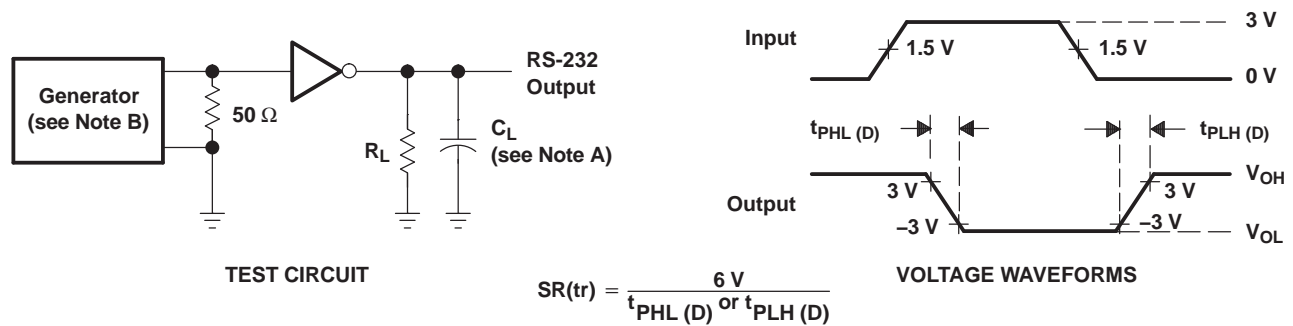 Generator
(see Note B)
50 Ω
RS-232
Output
RL
CL
(see Note A)
TEST CIRCUIT
Input
3 V
1.5 V
1.5 V
0 V
tPHL (D)
tPLH (D)
Output
3 V
3 V
VOH
–3 V
–3 V
VOL
VOLTAGE WAVEFORMS
SR(tr) = 6 V / tPHL (D) or tPLH (D)